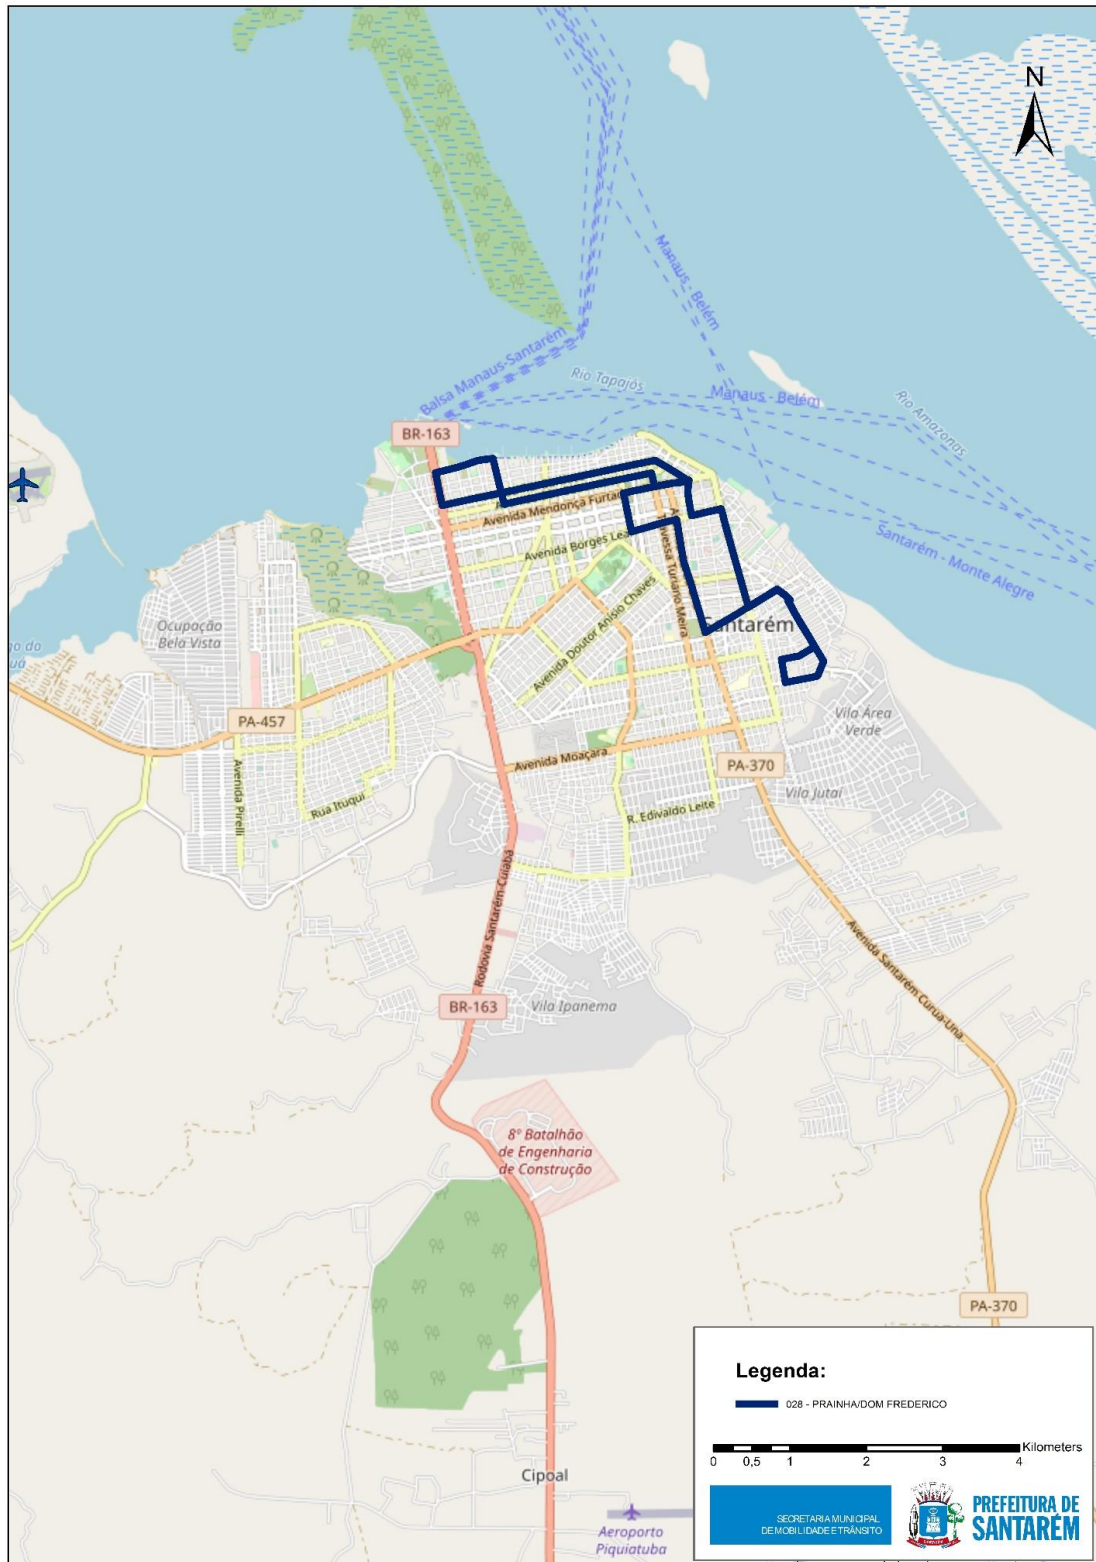 N
Manaus - Belém
Balsa Manaus-Santarém
Rio Tapajós
Manaus - Belém
Rio Amazonas
BR-163
Avenida Mendonça Furtado
Santarém - Monte Alegre
Avenida Borges Lea
Travessa Turiano Meira
Avenida Doutor Anísio Chaves
Ocupação
Bela Vista
Santarém
PA-457
Vila Área
Verde
Avenida Moaçara
PA-370
Avenida Pirelli
Rua Ituqui
Vila Jutaí
R. Edivaldo Leite
Rodovia Santarém-Cuiabá
Avenida Santarém Curuá-Una
BR-163
Vila Ipanema
8º Batalhão
de Engenharia
de Construção
PA-370
Cipoal
Aeroporto
Piquiatuba
Legenda:
028 - PRAINHA/DOM FREDERICO
Kilometers
0 0,5 1 2 3 4
SECRETARIA MUNICIPAL
DE MOBILIDADE E TRÂNSITO
PREFEITURA DE
SANTARÉM